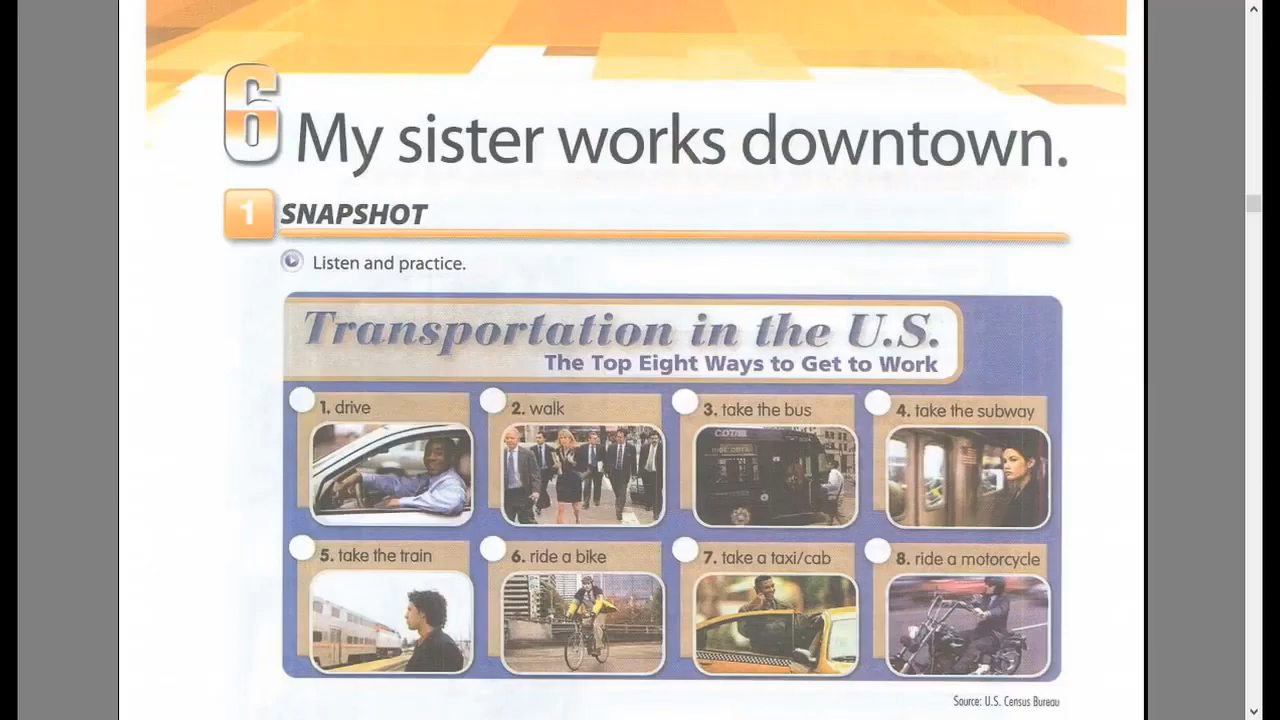 6 My sister works downtown.
1 SNAPSHOT
Listen and practice.
Transportation in the U.S.
The Top Eight Ways to Get to Work
1. drive
2. walk
3. take the bus
4. take the subway
5. take the train
6. ride a bike
7. take a taxi/cab
8. ride a motorcycle
Source: U.S. Census Bureau